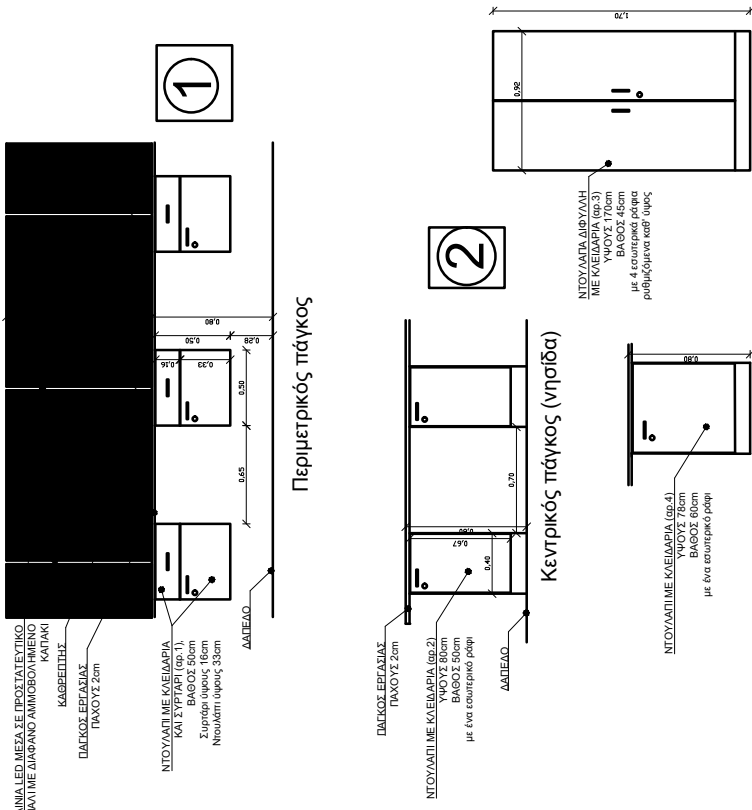 ΜΕΣΑ ΣΕ ΠΡΟΣΤΑΤΕΥΤΙΚΟ
ΜΕ ΔΙΑΦΑΝΟ ΑΜΜΟΒΟΛΗΜΕΝΟ
ΚΑΠΑΚΙ
ΚΑΘΡΕΠΤΗΣ
ΠΑΓΚΟΣ ΕΡΓΑΣΙΑΣ
ΠΑΧΟΥΣ 2cm
ΝΤΟΥΛΑΠΙ ΜΕ ΚΛΕΙΔΑΡΙΑ
ΚΑΙ ΣΥΡΤΑΡΙ (αρ.1),
ΒΑΘΟΣ 50cm
Συρτάρι ύψους 16cm
Ντουλάπι ύψους 33cm
ΔΑΠΕΔΟ
0,65
0,50
0,16
0,33
0,50
0,28
0,80
1
Περιμετρικός πάγκος
ΠΑΓΚΟΣ ΕΡΓΑΣΙΑΣ
ΠΑΧΟΥΣ 2cm
ΝΤΟΥΛΑΠΙ ΜΕ ΚΛΕΙΔΑΡΙΑ (αρ.2)
ΥΨΟΥΣ 80cm
ΒΑΘΟΣ 50cm
με ένα εσωτερικό ράφι
ΔΑΠΕΔΟ
0,40
0,67
0,80
0,70
2
Κεντρικός πάγκος (νησίδα)
ΝΤΟΥΛΑΠΑ ΔΙΦΥΛΛΗ
ΜΕ ΚΛΕΙΔΑΡΙΑ (αρ.3)
ΥΨΟΥΣ 170cm
ΒΑΘΟΣ 45cm
με 4 εσωτερικά ράφια
ρυθμιζόμενα καθ' ύψος
0,92
1,70
ΝΤΟΥΛΑΠΙ ΜΕ ΚΛΕΙΔΑΡΙΑ (αρ.4)
ΥΨΟΥΣ 78cm
ΒΑΘΟΣ 60cm
με ένα εσωτερικό ράφι
0,80